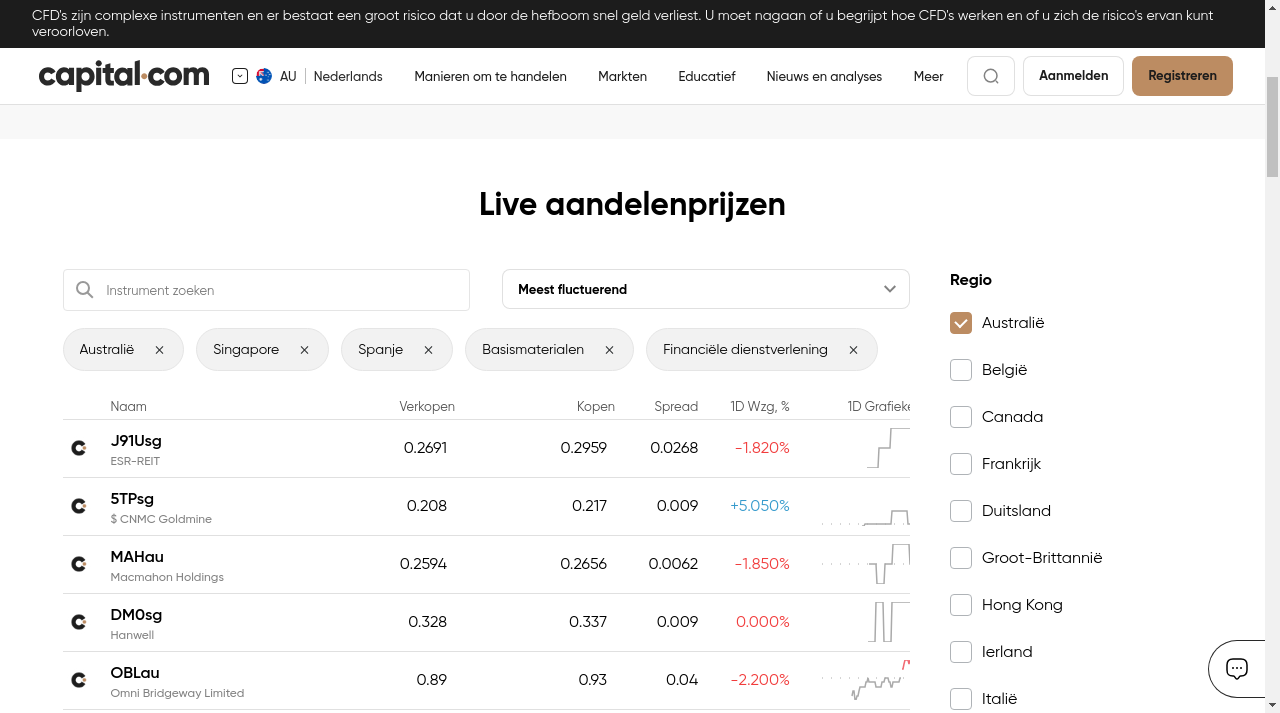 CFD's zijn complexe instrumenten en er bestaat een groot risico dat u door de hefboom snel geld verliest. U moet nagaan of u begrijpt hoe CFD's werken en of u zich de risico's ervan kunt
veroorloven.
capital.com AU Nederlands Manieren om te handelen Markten Educatief Nieuws en analyses Meer Aanmelden Registreren
Live aandelenprijzen
Instrument zoeken
Meest fluctuerend
Australië Singapore Spanje Basismaterialen Financiële dienstverlening
Naam Verkopen Kopen Spread 1D Wzg, % 1D Grafieke
J91Usg 0.2691 0.2959 0.0268 -1.820%
ESR-REIT
5TPsg 0.208 0.217 0.009 +5.050%
$ CNMC Goldmine
MAHau 0.2594 0.2656 0.0062 -1.850%
Macmahon Holdings
DM0sg 0.328 0.337 0.009 0.000%
Hanwell
OBLau 0.89 0.93 0.04 -2.200%
Omni Bridgeway Limited
Regio
Australië
België
Canada
Frankrijk
Duitsland
Groot-Brittannië
Hong Kong
Ierland
Italië